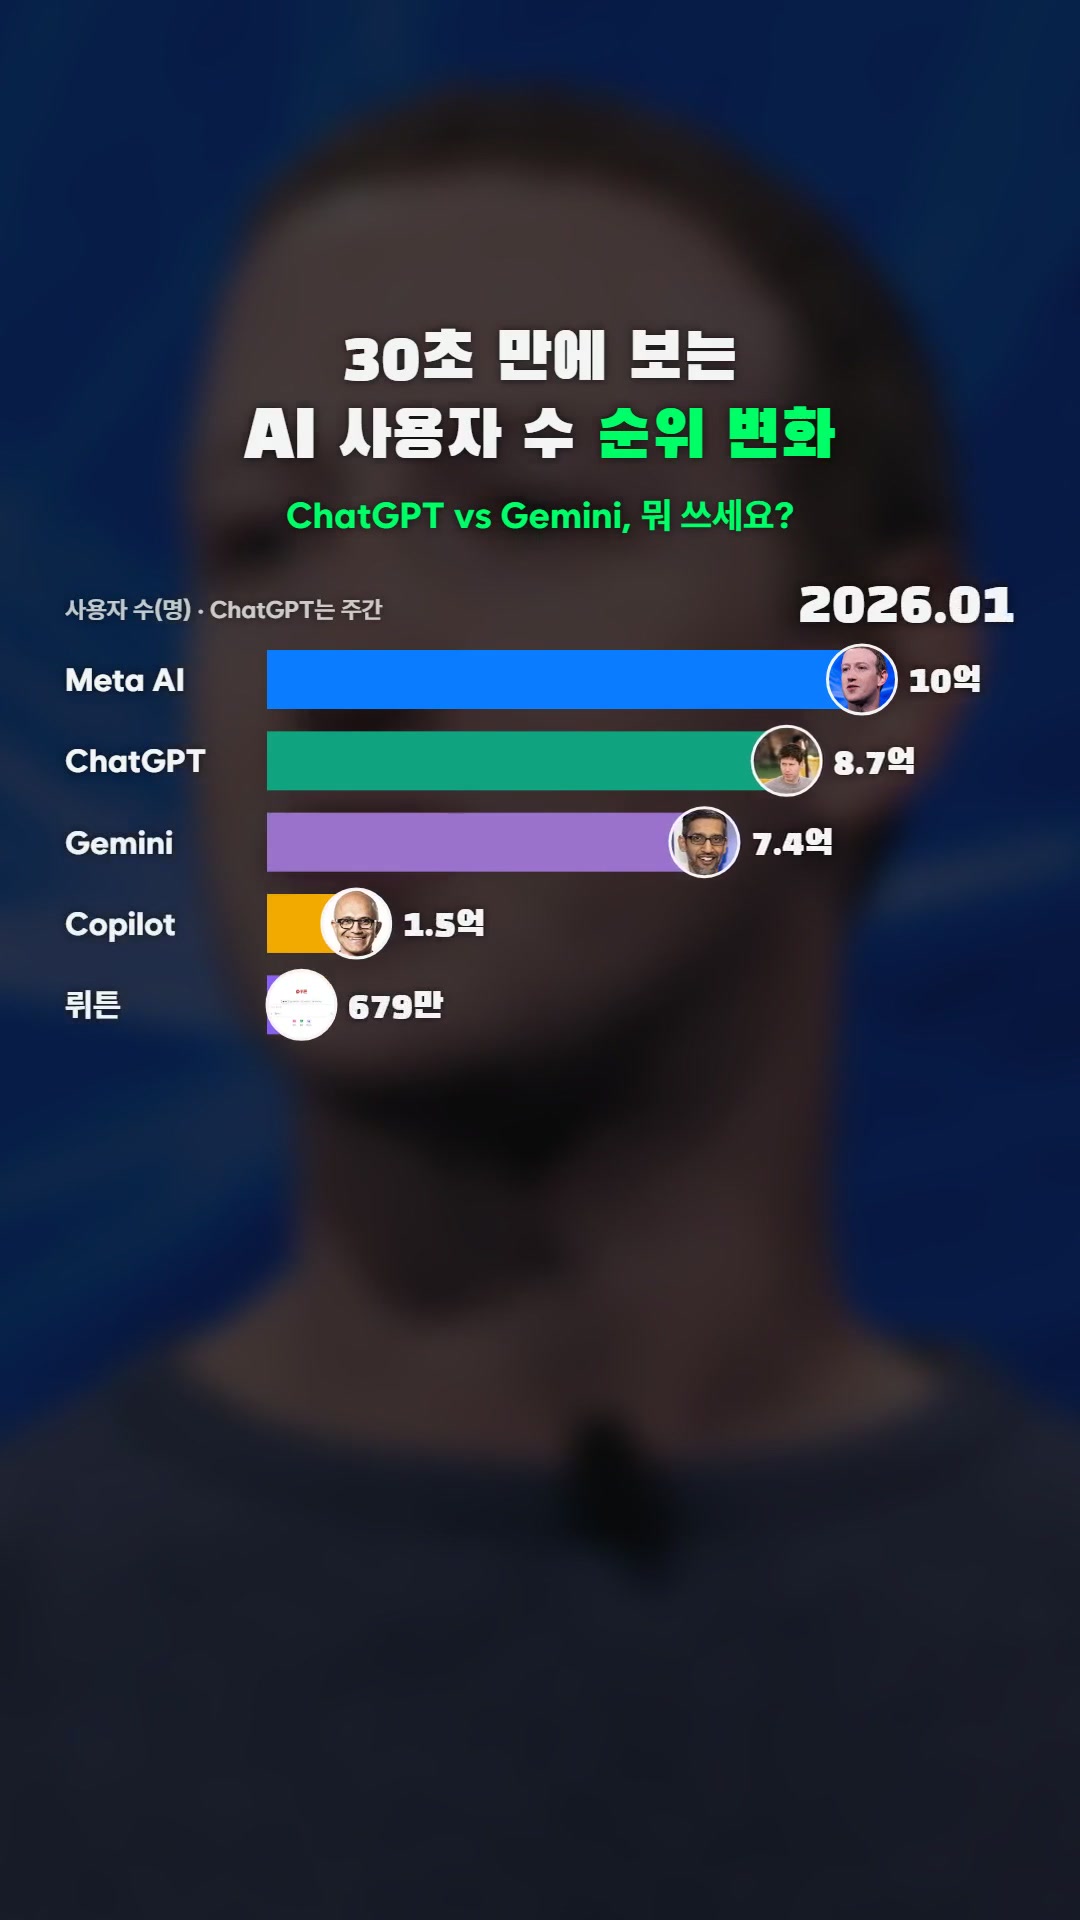 30초 만에 보는
AI 사용자 수 순위 변화
ChatGPT vs Gemini, 뭐 쓰세요?
사용자 수(명) · ChatGPT는 주간
2026.01
Meta AI 10억
ChatGPT 8.7억
Gemini 7.4억
Copilot 1.5억
뤼튼 679만